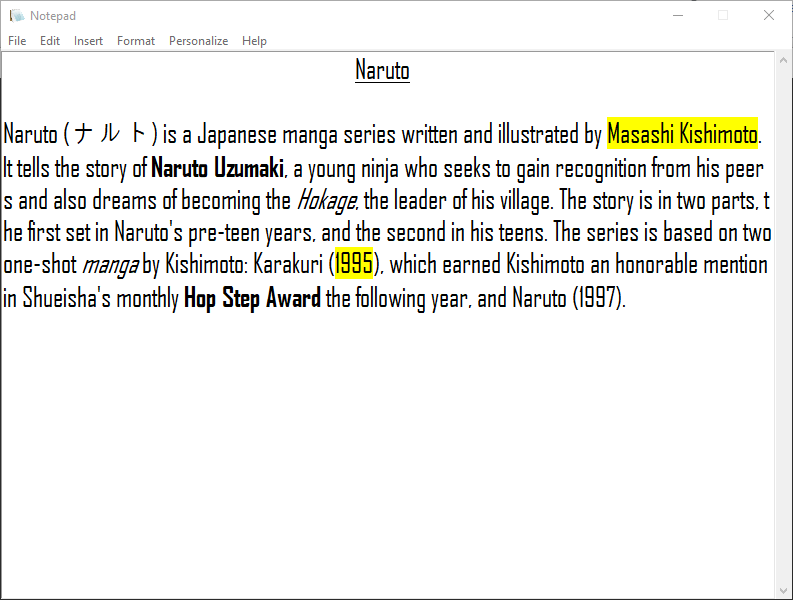 Notepad
File Edit Insert Format Personalize Help
Naruto
Naruto (ナルト) is a Japanese manga series written and illustrated by Masashi Kishimoto.
It tells the story of Naruto Uzumaki, a young ninja who seeks to gain recognition from his peer
s and also dreams of becoming the Hokage, the leader of his village. The story is in two parts, t
he first set in Naruto's pre-teen years, and the second in his teens. The series is based on two
one-shot manga by Kishimoto: Karakuri (1995), which earned Kishimoto an honorable mention
in Shueisha's monthly Hop Step Award the following year, and Naruto (1997).